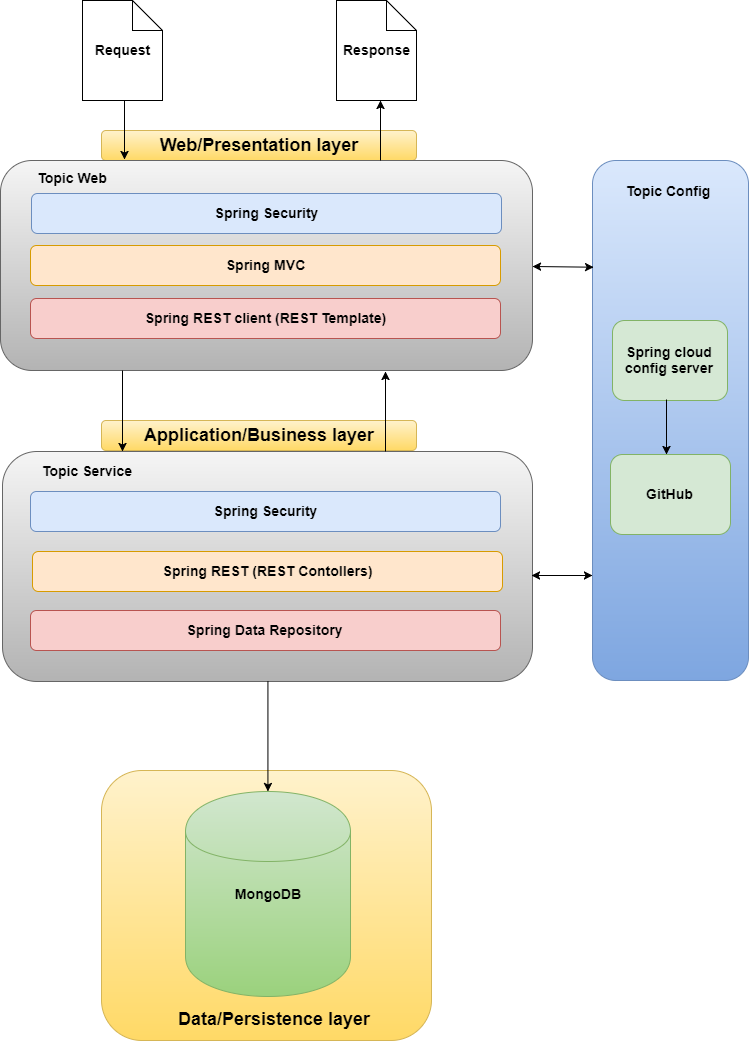 Request
Response
Web/Presentation layer
Topic Web
Spring Security
Spring MVC
Spring REST client (REST Template)
Topic Config
Spring cloud
config server
GitHub
Application/Business layer
Topic Service
Spring Security
Spring REST (REST Contollers)
Spring Data Repository
MongoDB
Data/Persistence layer